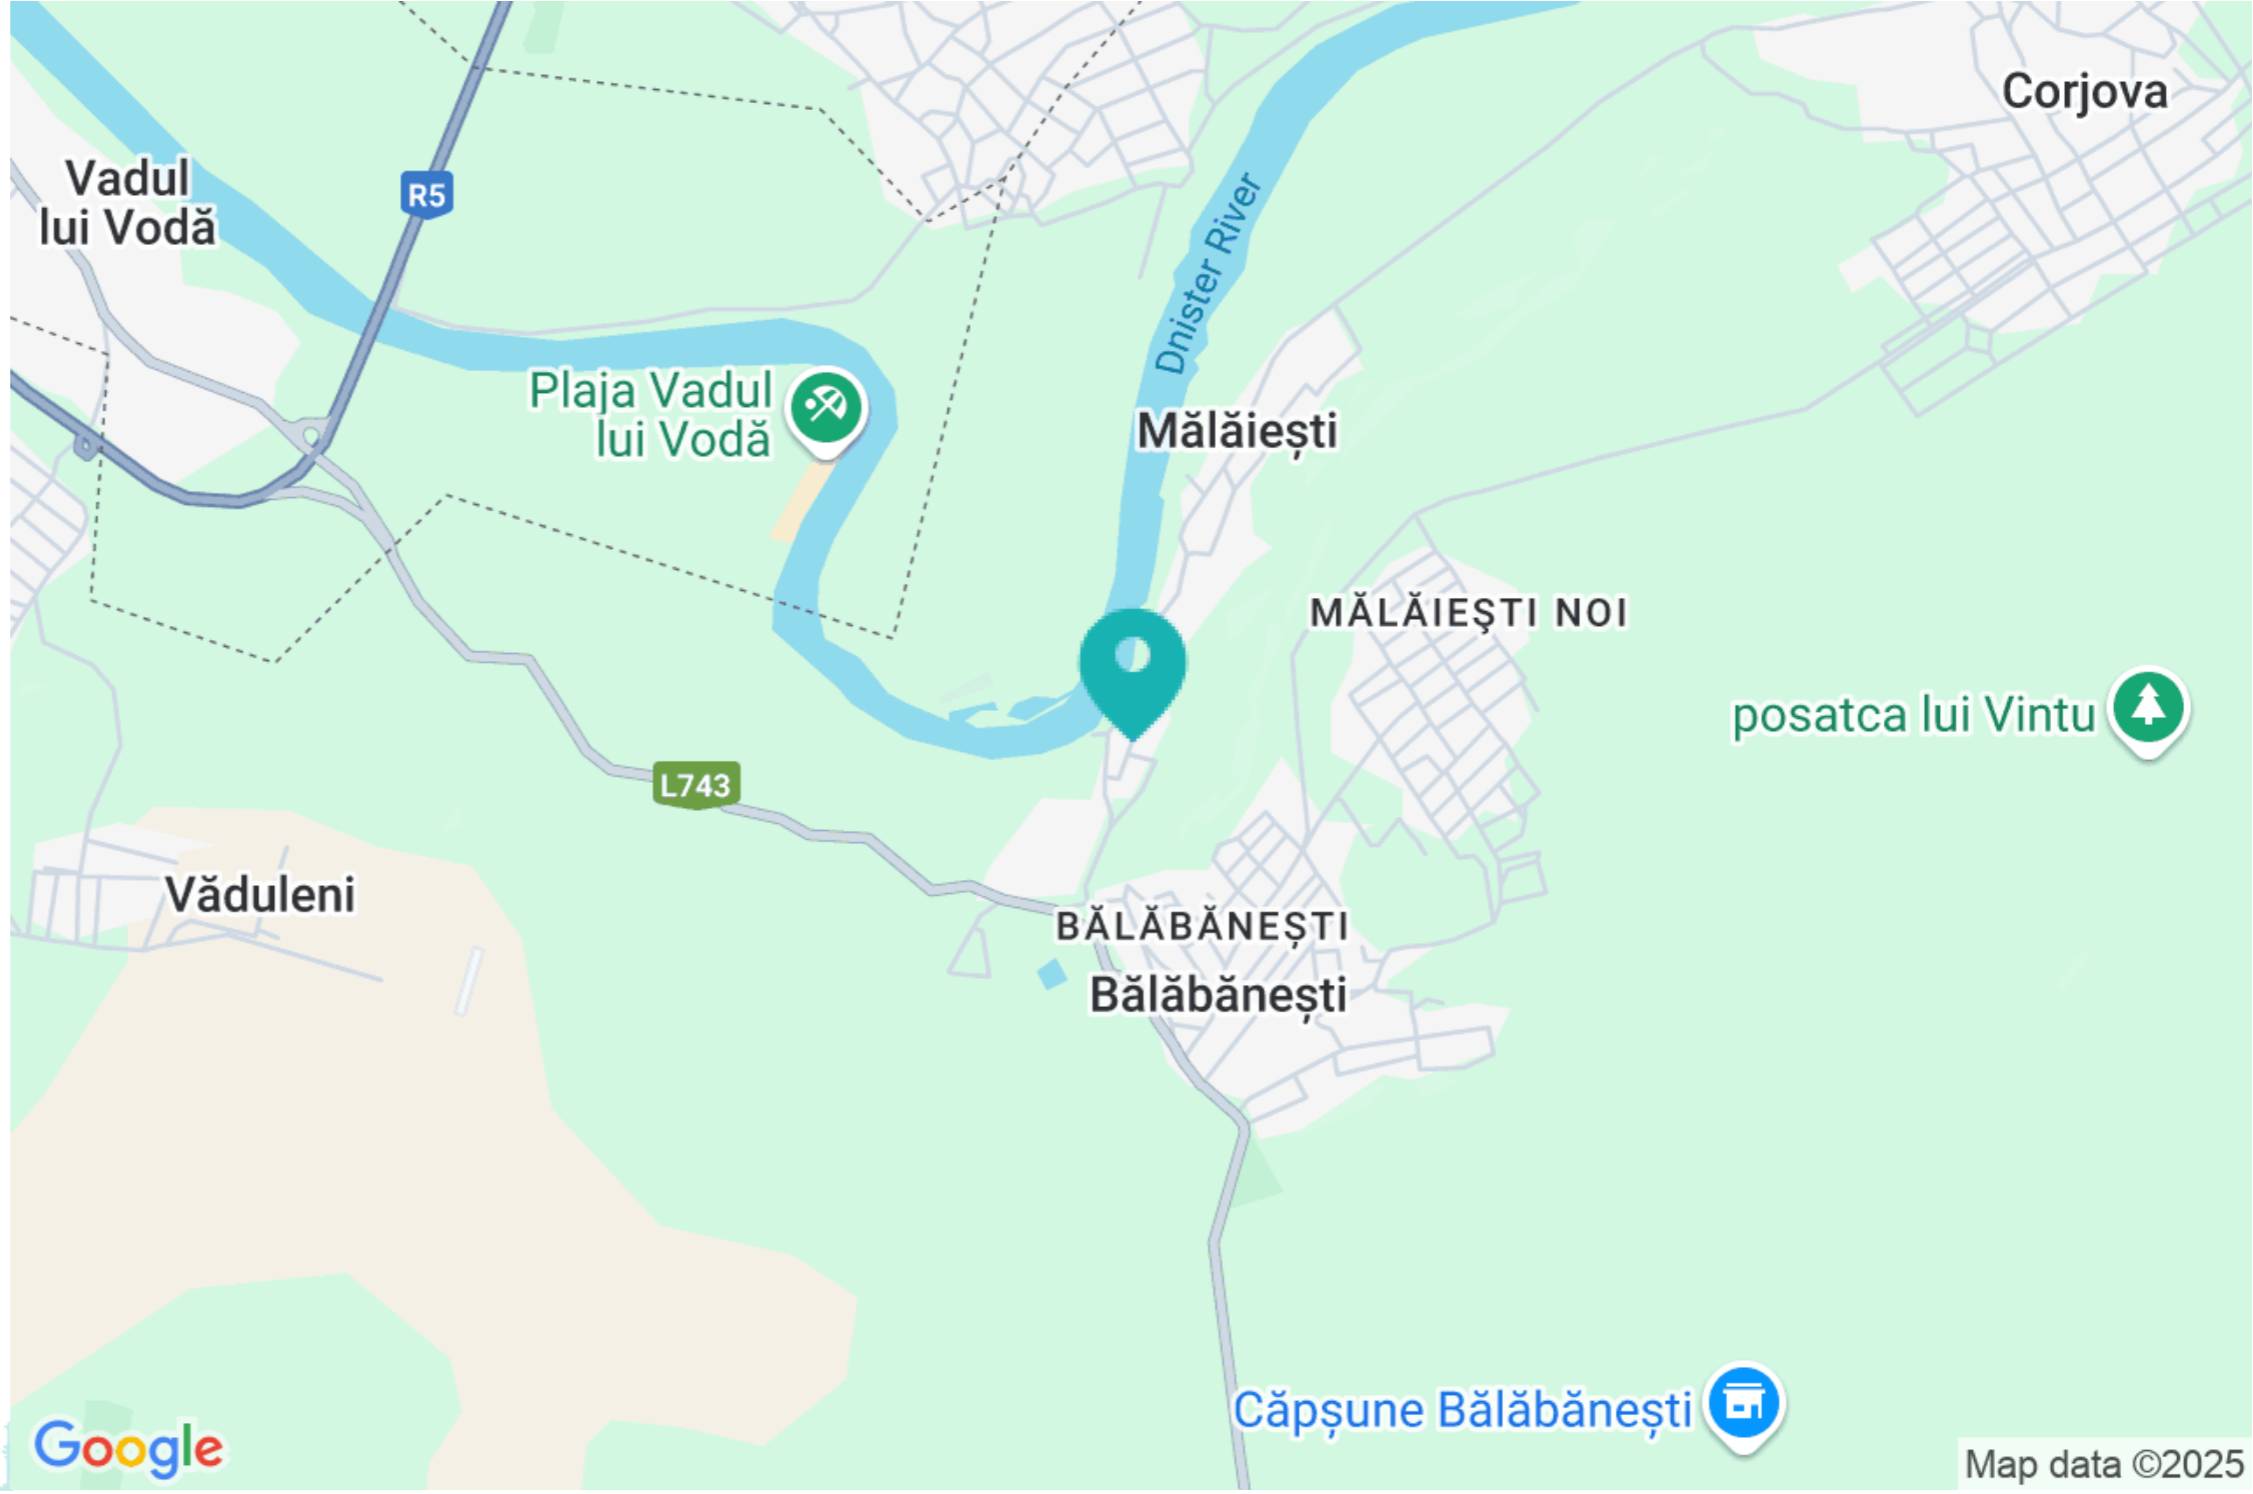 Corjova
Vadul
lui Vodă
R5
Dnister River
Plaja Vadul
lui Vodă
Mălăiești
MĂLĂIEŞTI NOI
posatca lui Vintu
L743
Văduleni
BĂLĂBĂNEȘTI
Bălăbănești
Căpșune Bălăbănești
Google
Map data ©2025